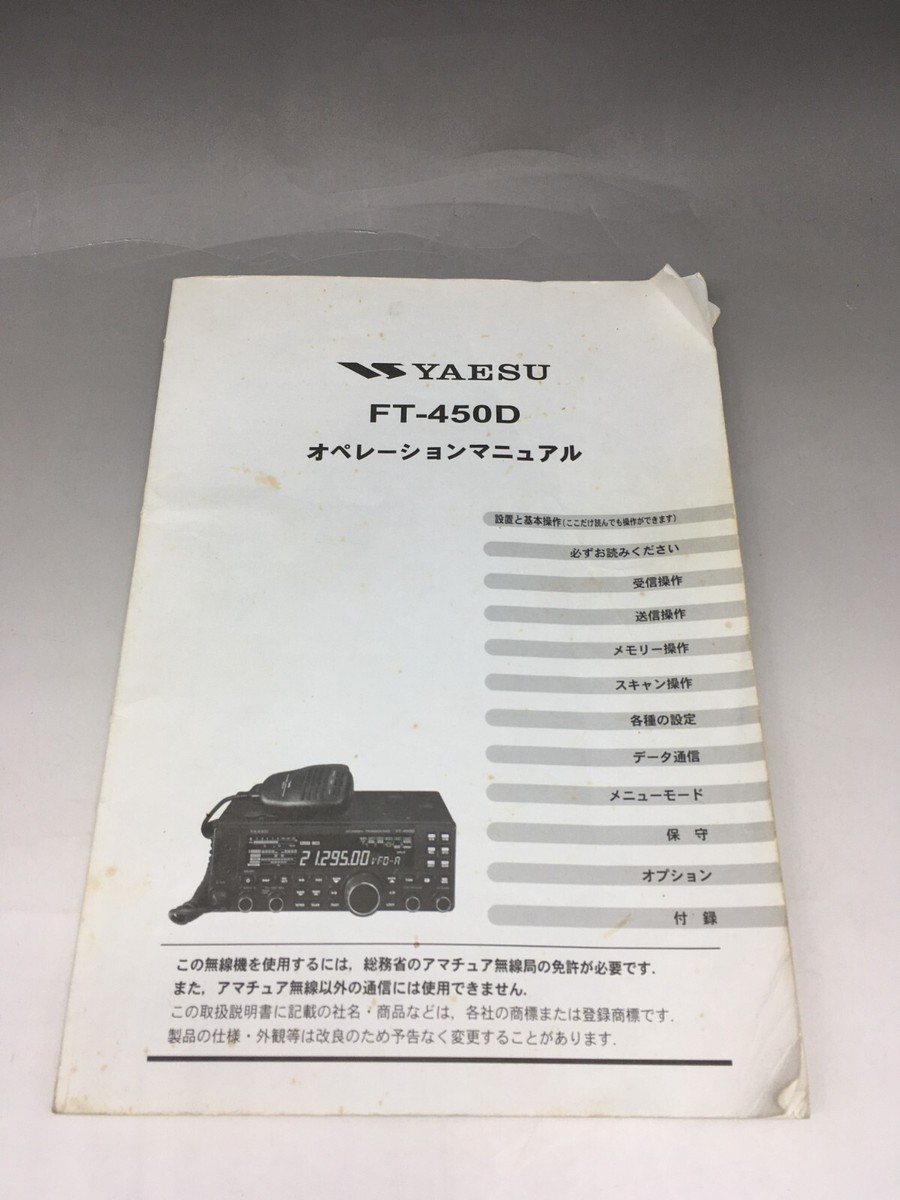 YAESU
FT-450D
オペレーションマニュアル
設置と基本操作(ここだけ読んでも操作ができます)
必ずお読みください
受信操作
送信操作
メモリー操作
スキャン操作
各種の設定
データ通信
メニューモード
保 守
オプション
付 録
YAESU
FT-450D
21.295.00 VFO-A
この無線機を使用するには，総務省のアマチュア無線局の免許が必要です．
また，アマチュア無線以外の通信には使用できません．
この取扱説明書に記載の社名・商品などは，各社の商標または登録商標です．
製品の仕様・外観等は改良のため予告なく変更することがあります．